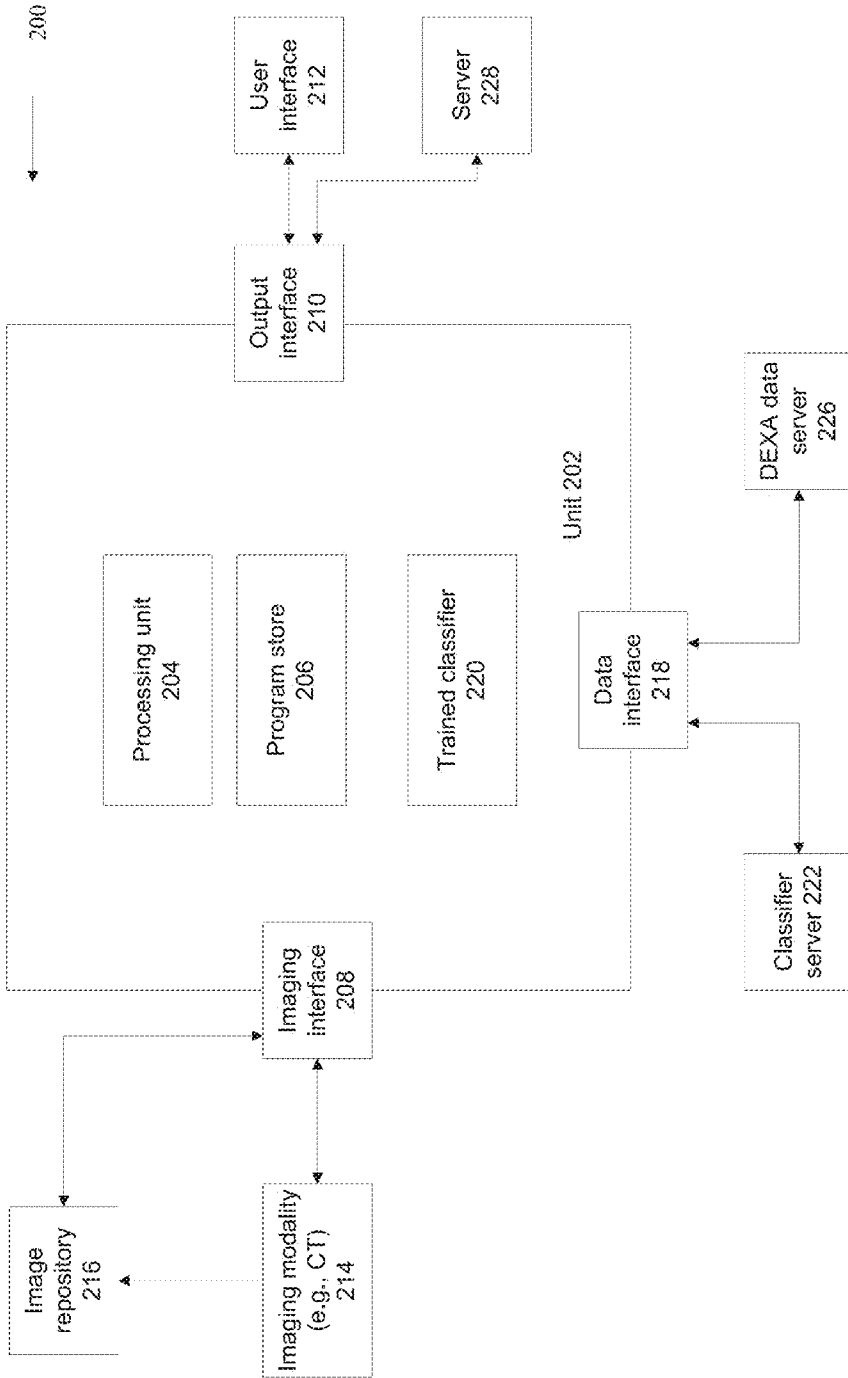 200
Image
repository
216
Imaging modality
(e.g., CT)
214
Imaging
interface
208
Processing unit
204
Program store
206
Trained classifier
220
Unit 202
Output
interface
210
User
interface
212
Server
228
Data
interface
218
Classifier
server 222
DEXA data
server
226